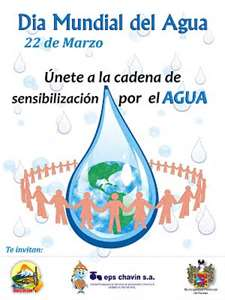 Dia Mundial del Agua
22 de Marzo
Únete a la cadena de
sensibilización por el AGUA
Te invitan:
eps chavin s.a.